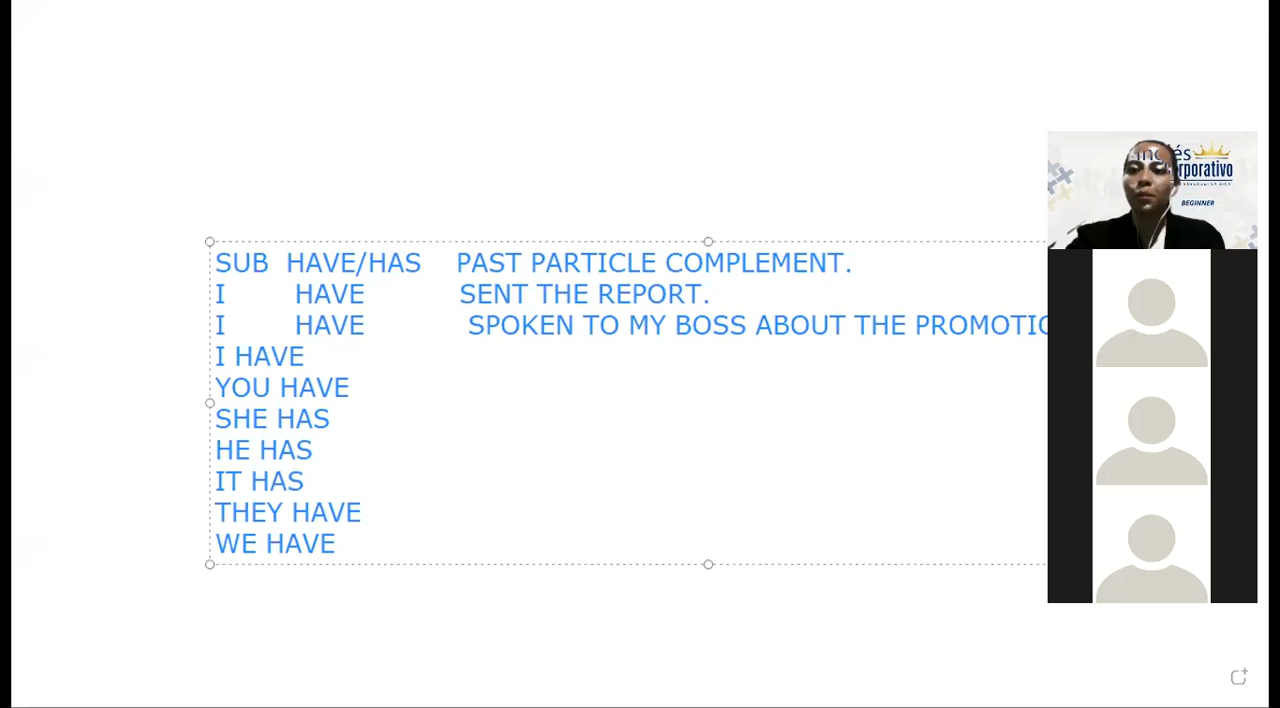 SUB HAVE/HAS PAST PARTICLE COMPLEMENT.
I HAVE SENT THE REPORT.
I HAVE SPOKEN TO MY BOSS ABOUT THE
I HAVE
YOU HAVE
SHE HAS
HE HAS
IT HAS
THEY HAVE
WE HAVE
BEGINNER